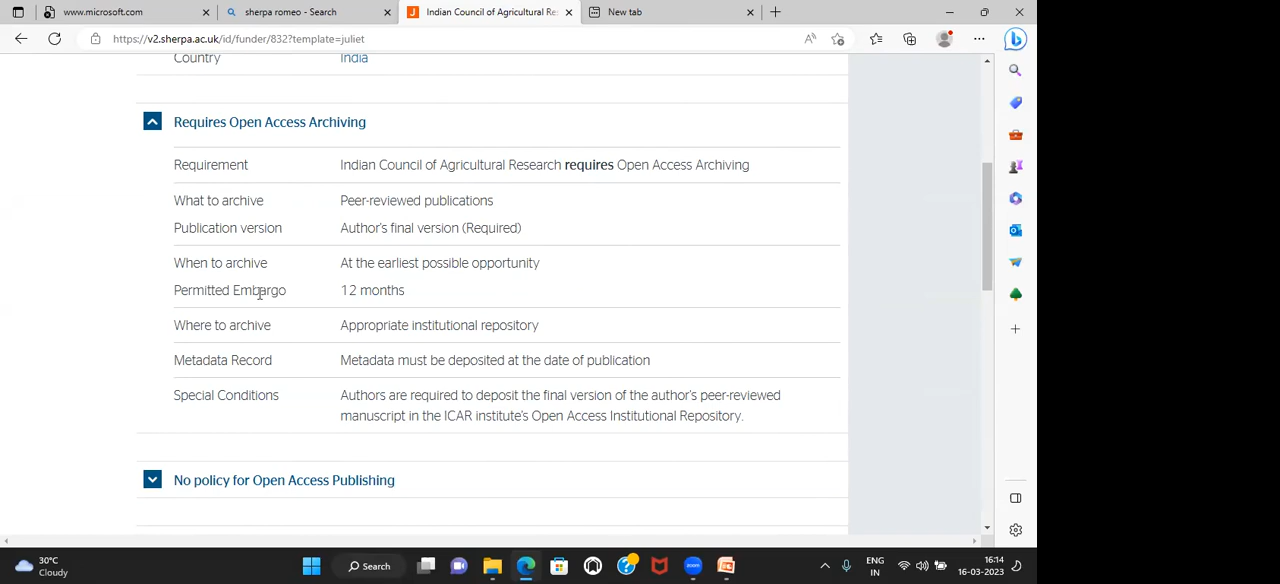 www.microsoft.com
sherpa romeo - Search
Indian Council of Agricultural Re
New tab
https://v2.sherpa.ac.uk/id/funder/832?template=juliet
Country India
Requires Open Access Archiving
Requirement Indian Council of Agricultural Research requires Open Access Archiving
What to archive Peer-reviewed publications
Publication version Author's final version (Required)
When to archive At the earliest possible opportunity
Permitted Embargo 12 months
Where to archive Appropriate institutional repository
Metadata Record Metadata must be deposited at the date of publication
Special Conditions Authors are required to deposit the final version of the author's peer-reviewed
manuscript in the ICAR institute's Open Access Institutional Repository.
No policy for Open Access Publishing
30°C
Cloudy
Search
zoom
ENG
IN
16:14
16-03-2023